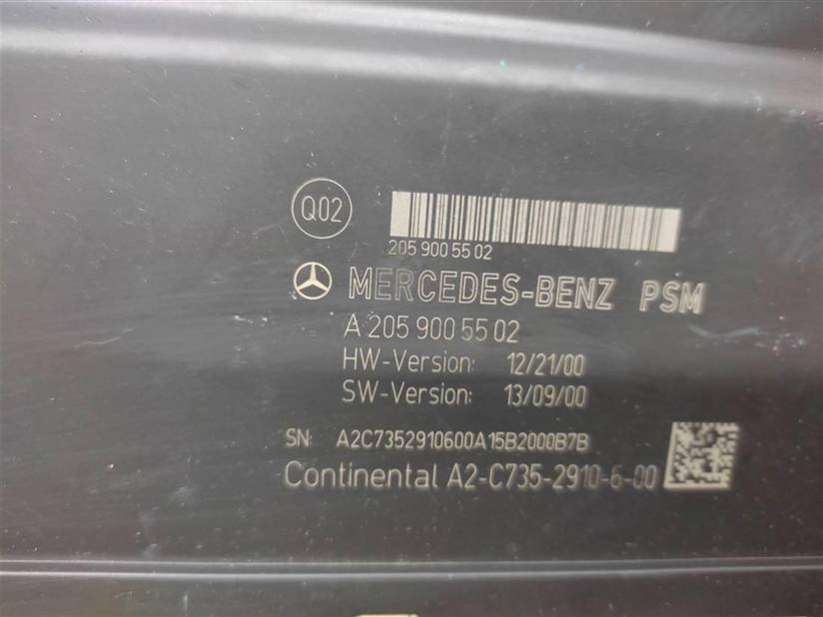 Q02
205 900 55 02
MERCEDES-BENZ PSM
A 205 900 55 02
HW-Version: 12/21/00
SW-Version: 13/09/00
SN: A2C7352910600A15B2000B7B
Continental A2-C735-2910-6-00